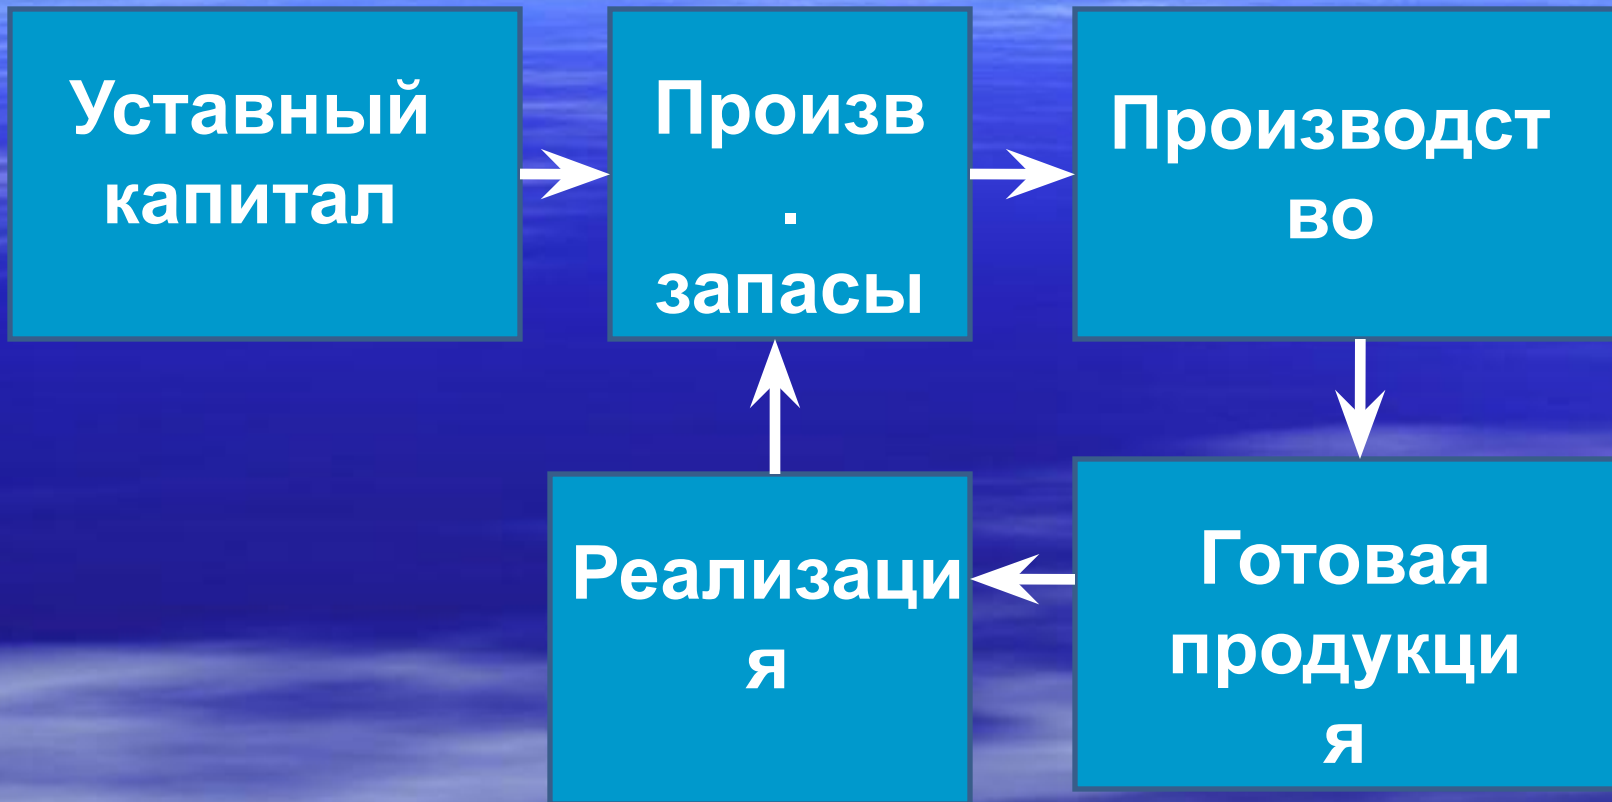 Уставный
капитал
Произв
.
запасы
Производст
во
Реализаци
я
Готовая
продукци
я